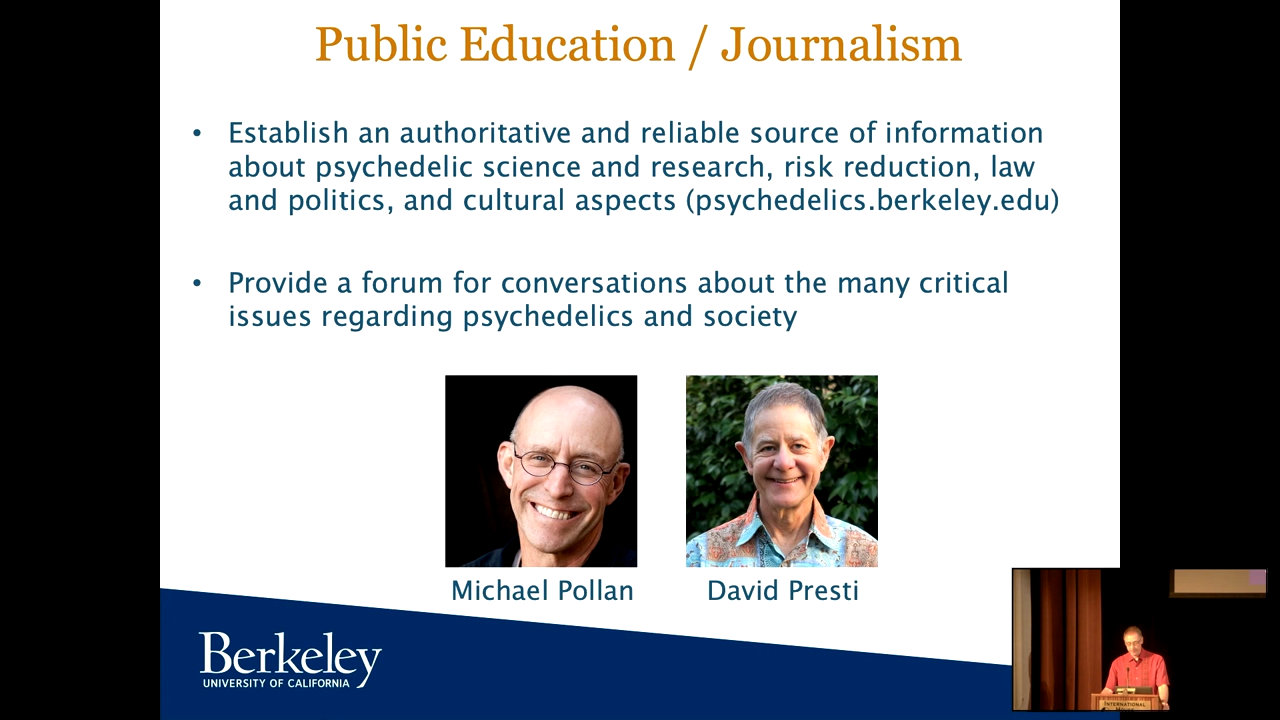 Public Education / Journalism
• Establish an authoritative and reliable source of information
about psychedelic science and research, risk reduction, law
and politics, and cultural aspects (psychedelics.berkeley.edu)
• Provide a forum for conversations about the many critical
issues regarding psychedelics and society
Michael Pollan
David Presti
Berkeley
UNIVERSITY OF CALIFORNIA
INTERNATIONAL